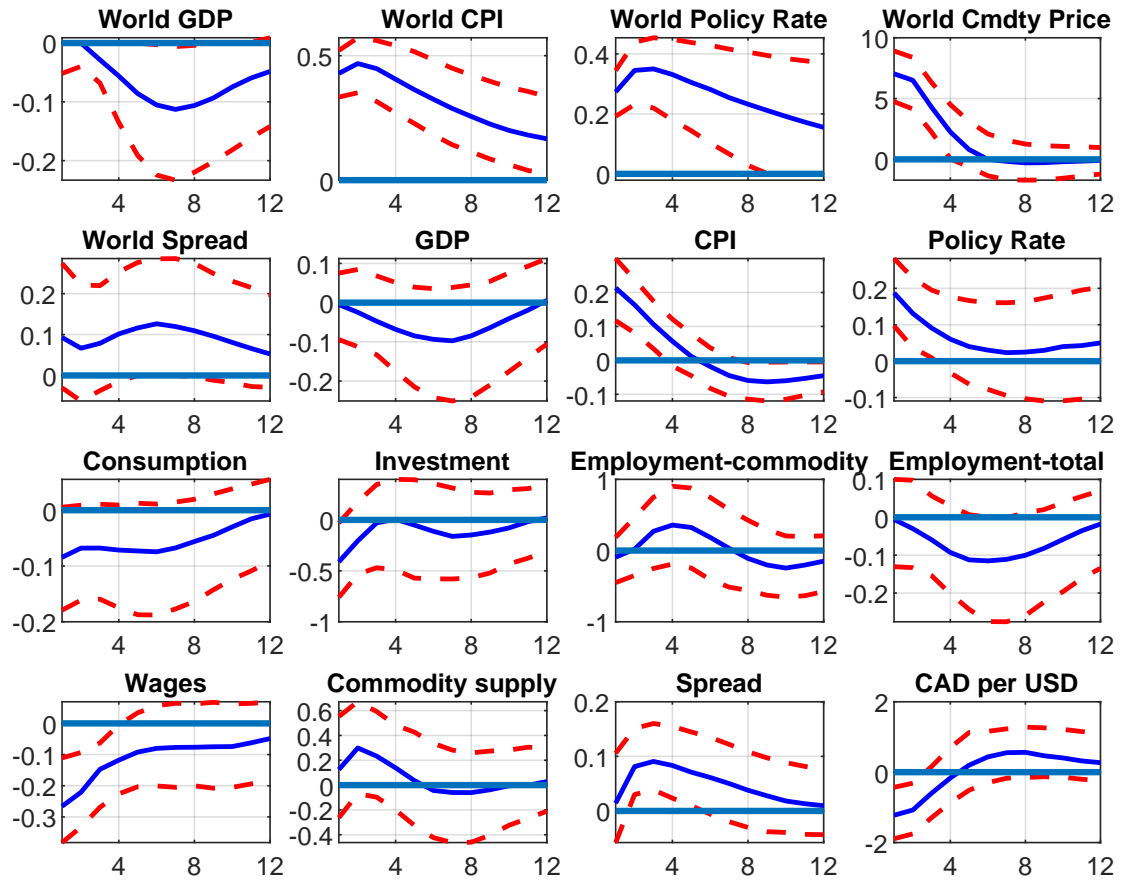 World GDP
World CPI
World Policy Rate
World Cmdty Price
0
-0.1
-0.2
4 8 12
0.5
0
4 8 12
0.4
0.2
0
4 8 12
10
5
0
4 8 12
World Spread
GDP
CPI
Policy Rate
0.2
0.1
0
4 8 12
0.1
0
-0.1
-0.2
4 8 12
0.2
0.1
0
-0.1
4 8 12
0.2
0.1
0
-0.1
4 8 12
Consumption
Investment
Employment-commodity
Employment-total
0
-0.1
-0.2
4 8 12
0
-0.5
-1
4 8 12
1
0
-1
4 8 12
0.1
0
-0.1
-0.2
4 8 12
Wages
Commodity supply
Spread
CAD per USD
0
-0.1
-0.2
-0.3
4 8 12
0.6
0.4
0.2
0
-0.2
-0.4
4 8 12
0.2
0.1
0
4 8 12
2
0
-2
4 8 12